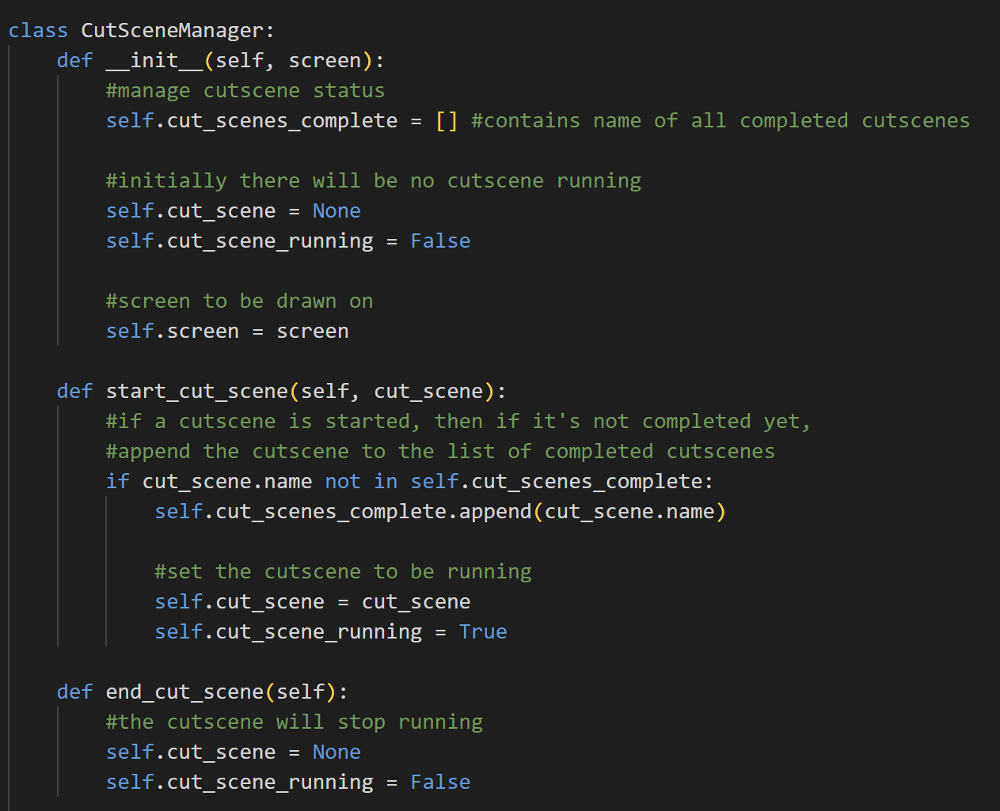 class CutSceneManager:
    def __init__(self, screen):
        #manage cutscene status
        self.cut_scenes_complete = [] #contains name of all completed cutscenes

        #initially there will be no cutscene running
        self.cut_scene = None
        self.cut_scene_running = False

        #screen to be drawn on
        self.screen = screen

    def start_cut_scene(self, cut_scene):
        #if a cutscene is started, then if it's not completed yet,
        #append the cutscene to the list of completed cutscenes
        if cut_scene.name not in self.cut_scenes_complete:
            self.cut_scenes_complete.append(cut_scene.name)

            #set the cutscene to be running
            self.cut_scene = cut_scene
            self.cut_scene_running = True

    def end_cut_scene(self):
        #the cutscene will stop running
        self.cut_scene = None
        self.cut_scene_running = False